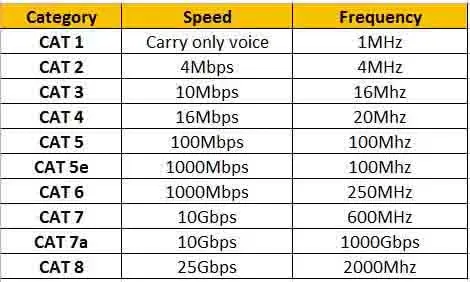 Category Speed Frequency
CAT 1 Carry only voice 1MHz
CAT 2 4Mbps 4MHz
CAT 3 10Mbps 16Mhz
CAT 4 16Mbps 20Mhz
CAT 5 100Mbps 100Mhz
CAT 5e 1000Mbps 100Mhz
CAT 6 1000Mbps 250MHz
CAT 7 10Gbps 600MHz
CAT 7a 10Gbps 1000Gbps
CAT 8 25Gbps 2000Mhz